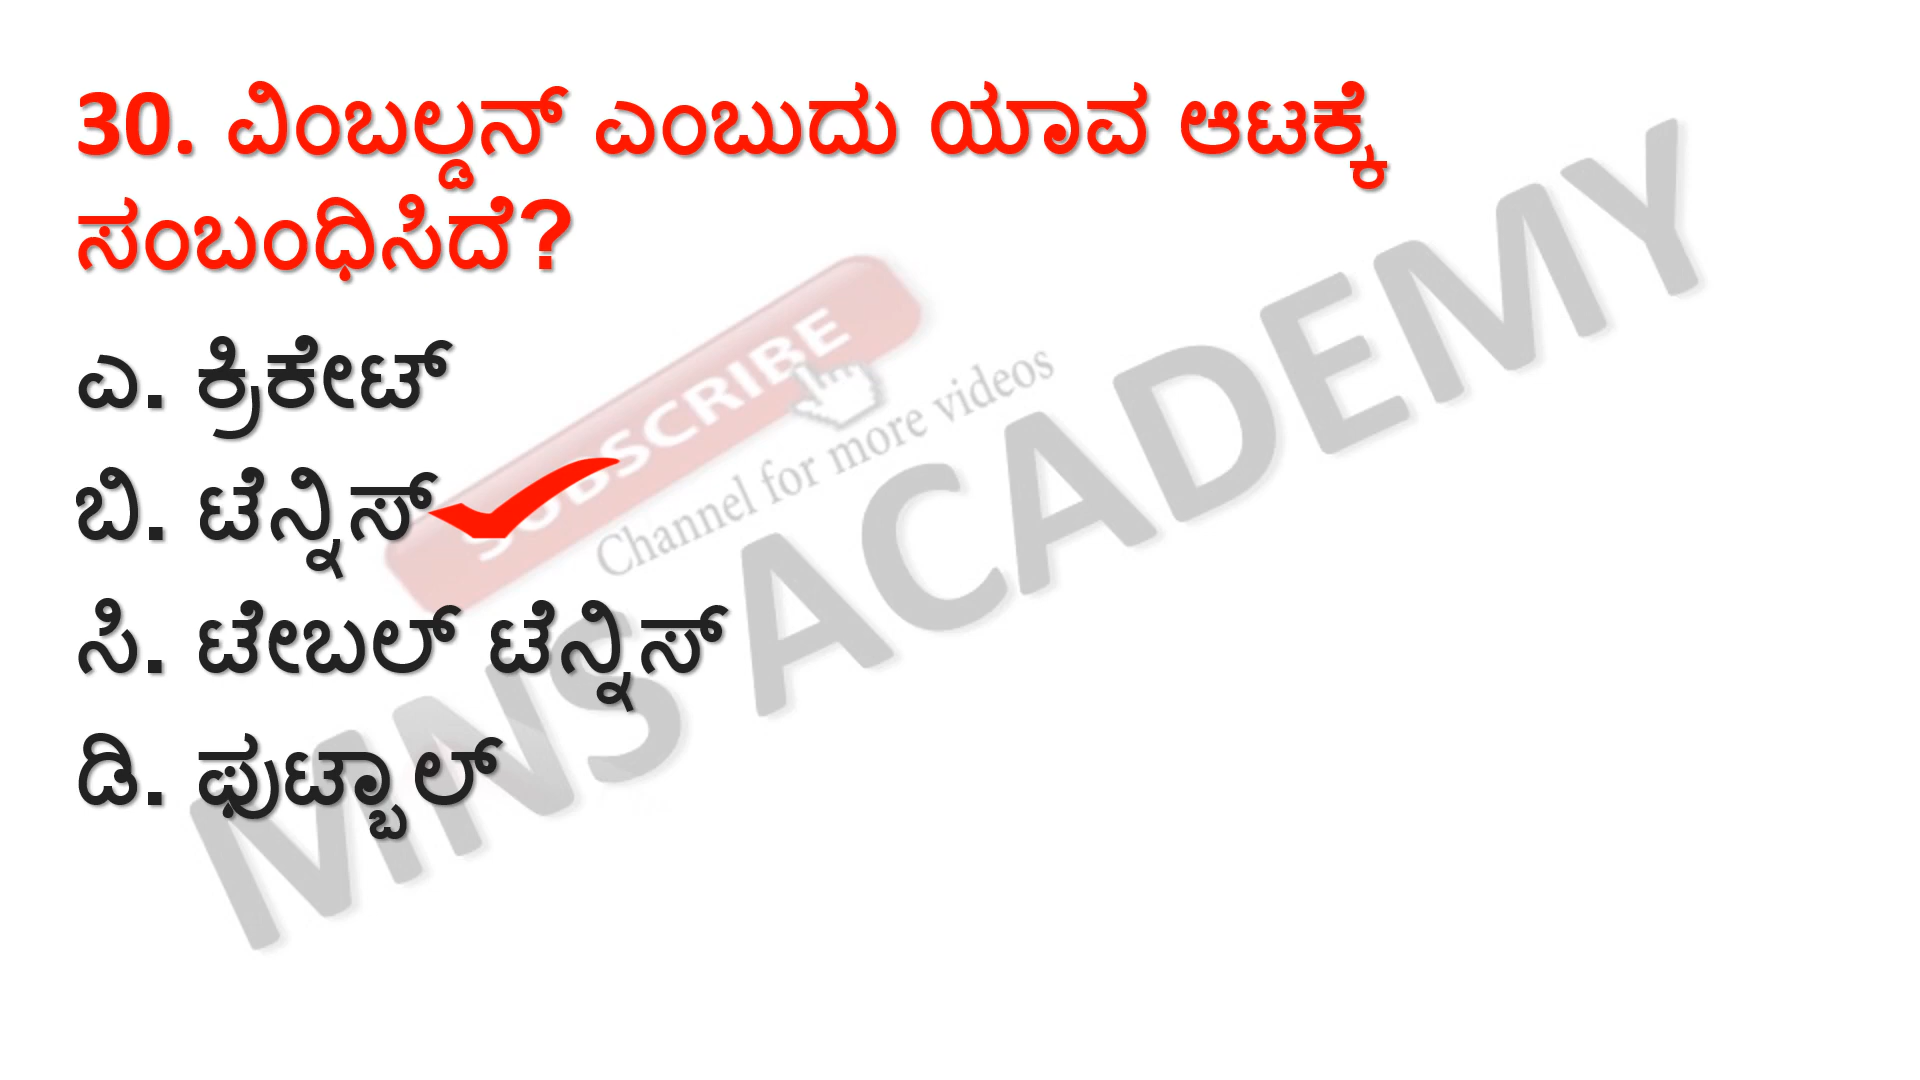 30. ವಿಂಬಲ್ಡನ್ ಎಂಬುದು ಯಾವ ಆಟಕ್ಕೆ
ಸಂಬಂಧಿಸಿದೆ?
ಎ. ಕ್ರಿಕೇಟ್
ಬಿ. ಟೆನ್ನಿಸ್
ಸಿ. ಟೇಬಲ್ ಟೆನ್ನಿಸ್
ಡಿ. ಫುಟ್ಬಾಲ್
SUBSCRIBE
Channel for more videos
MNS ACADEMY